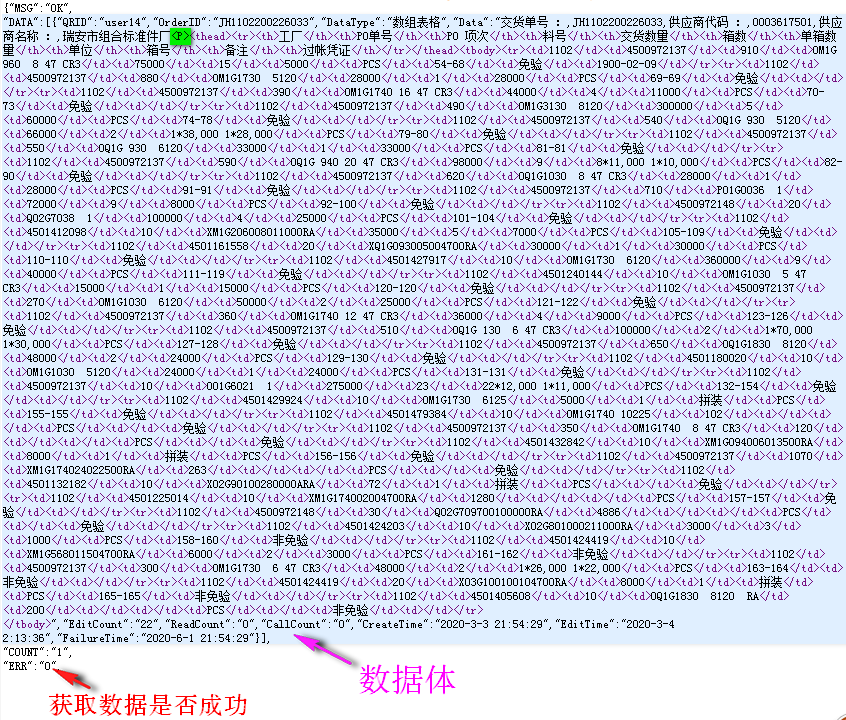 {"MSG":"OK",
"DATA":[{"QRID":"user14","OrderID":"JH1102200226033","DataType":"数组表格","Data":"交货单号 : ,JH1102200226033,供应商代码 : ,0003617501,供应
商名称 : ,瑞安市组合标准件厂<P><thead><tr><th>工厂</th><th>PO单号</th><th>PO 项次</th><th>料号</th><th>交货数量</th><th>箱数</th><th>单箱数
量</th><th>单位</th><th>箱号</th><th>备注</th><th>过帐凭证</th></tr></thead><tbody><tr><td>1102</td><td>4500972137</td><td>910</td><td>OM1G
960  8 47 CR3</td><td>75000</td><td>15</td><td>5000</td><td>PCS</td><td>54-68</td><td>免验</td><td>1900-02-09</td></tr><tr><td>1102</td
><td>4500972137</td><td>880</td><td>OM1G1730  5120</td><td>28000</td><td>1</td><td>28000</td><td>PCS</td><td>69-69</td><td>免验</td><td></td>
</tr><tr><td>1102</td><td>4500972137</td><td>390</td><td>OM1G1740 16 47 CR3</td><td>44000</td><td>4</td><td>11000</td><td>PCS</td><td>70-
73</td><td>免验</td><td></td></tr><tr><td>1102</td><td>4500972137</td><td>490</td><td>OM1G3130  8120</td><td>300000</td><td>5</td>
<td>60000</td><td>PCS</td><td>74-78</td><td>免验</td><td></td></tr><tr><td>1102</td><td>4500972137</td><td>540</td><td>OQ1G 930  5120</td>
<td>66000</td><td>2</td><td>1*38,000 1*28,000</td><td>PCS</td><td>79-80</td><td>免验</td><td></td></tr><tr><td>1102</td><td>4500972137</td>
<td>550</td><td>OQ1G 930  6120</td><td>33000</td><td>1</td><td>33000</td><td>PCS</td><td>81-81</td><td>免验</td><td></td></tr><tr>
<td>1102</td><td>4500972137</td><td>590</td><td>OQ1G 940 20 47 CR3</td><td>98000</td><td>9</td><td>8*11,000 1*10,000</td><td>PCS</td><td>82-
90</td><td>免验</td><td></td></tr><tr><td>1102</td><td>4500972137</td><td>620</td><td>OQ1G1030  8 47 CR3</td><td>28000</td><td>1</td>
<td>28000</td><td>PCS</td><td>91-91</td><td>免验</td><td></td></tr><tr><td>1102</td><td>4500972137</td><td>710</td><td>PO1G0036  1</td>
<td>72000</td><td>9</td><td>8000</td><td>PCS</td><td>92-100</td><td>免验</td><td></td></tr><tr><td>1102</td><td>4500972148</td><td>20</td>
<td>QO2G7038  1</td><td>100000</td><td>4</td><td>25000</td><td>PCS</td><td>101-104</td><td>免验</td><td></td></tr><tr><td>1102</td>
<td>4501412098</td><td>10</td><td>XM1G206008011000RA</td><td>35000</td><td>5</td><td>7000</td><td>PCS</td><td>105-109</td><td>免验</td><td>
</td></tr><tr><td>1102</td><td>4501161558</td><td>20</td><td>XQ1G093005004700RA</td><td>30000</td><td>1</td><td>30000</td><td>PCS</td>
<td>110-110</td><td>免验</td><td></td></tr><tr><td>1102</td><td>4501427917</td><td>10</td><td>OM1G1730  6120</td><td>360000</td><td>9</td>
<td>40000</td><td>PCS</td><td>111-119</td><td>免验</td><td></td></tr><tr><td>1102</td><td>4501240144</td><td>10</td><td>OM1G1030  5 47
CR3</td><td>15000</td><td>1</td><td>15000</td><td>PCS</td><td>120-120</td><td>免验</td><td></td></tr><tr><td>1102</td><td>4500972137</td>
<td>270</td><td>OM1G1030  6120</td><td>50000</td><td>2</td><td>25000</td><td>PCS</td><td>121-122</td><td>免验</td><td></td></tr><tr>
<td>1102</td><td>4500972137</td><td>360</td><td>OM1G1740 12 47 CR3</td><td>36000</td><td>4</td><td>9000</td><td>PCS</td><td>123-126</td><td>
免验</td><td></td></tr><tr><td>1102</td><td>4500972137</td><td>510</td><td>OQ1G 130  6 47 CR3</td><td>100000</td><td>2</td><td>1*70,000
1*30,000</td><td>PCS</td><td>127-128</td><td>免验</td><td></td></tr><tr><td>1102</td><td>4500972137</td><td>650</td><td>OQ1G1830  8120</td>
<td>48000</td><td>2</td><td>24000</td><td>PCS</td><td>129-130</td><td>免验</td><td></td></tr><tr><td>1102</td><td>4501180020</td><td>10</td>
<td>OM1G1030  5120</td><td>24000</td><td>1</td><td>24000</td><td>PCS</td><td>131-131</td><td>免验</td><td></td></tr><tr><td>1102</td>
<td>4500972137</td><td>10</td><td>OO1G6021  1</td><td>275000</td><td>23</td><td>22*12,000 1*11,000</td><td>PCS</td><td>132-154</td><td>免验
</td><td></td></tr><tr><td>1102</td><td>4501429924</td><td>10</td><td>OM1G1730  6125</td><td>5000</td><td>1</td><td>拼装</td><td>PCS</td>
<td>155-155</td><td>免验</td><td></td></tr><tr><td>1102</td><td>4501479384</td><td>10</td><td>OM1G1740 10225</td><td>102</td><td></td><td>
</td><td>PCS</td><td></td><td>免验</td><td></td></tr><tr><td>1102</td><td>4500972137</td><td>350</td><td>OM1G1740  8 47 CR3</td><td>120</td>
<td></td><td></td><td>PCS</td><td></td><td>免验</td><td></td></tr><tr><td>1102</td><td>4501432842</td><td>10</td><td>XM1G094006013500RA</td>
<td>8000</td><td>1</td><td>拼装</td><td>PCS</td><td>156-156</td><td>免验</td><td></td></tr><tr><td>1102</td><td>4500972137</td><td>1070</td>
<td>XM1G174024022500RA</td><td>263</td><td></td><td></td><td>PCS</td><td></td><td>免验</td><td></td></tr><tr><td>1102</td>
<td>4501132182</td><td>10</td><td>XO2G90100280000ARA</td><td>72</td><td>1</td><td>拼装</td><td>PCS</td><td></td><td>免验</td><td></td></tr>
<tr><td>1102</td><td>4501225014</td><td>10</td><td>XM1G174002004700RA</td><td>1280</td><td></td><td></td><td>PCS</td><td>157-157</td><td>免
验</td><td></td></tr><tr><td>1102</td><td>4500972148</td><td>30</td><td>QO2G709700100000RA</td><td>4886</td><td></td><td></td><td>PCS</td>
<td></td><td>免验</td><td></td></tr><tr><td>1102</td><td>4501424203</td><td>10</td><td>XO2G801000211000RA</td><td>3000</td><td>3</td>
<td>1000</td><td>PCS</td><td>158-160</td><td>非免验</td><td></td></tr><tr><td>1102</td><td>4501424419</td><td>10</td>
<td>XM1G568011504700RA</td><td>6000</td><td>2</td><td>3000</td><td>PCS</td><td>161-162</td><td>非免验</td><td></td></tr><tr><td>1102</td>
<td>4500972137</td><td>300</td><td>OM1G1730  6 47 CR3</td><td>48000</td><td>2</td><td>1*26,000 1*22,000</td><td>PCS</td><td>163-164</td><td>
非免验</td><td></td></tr><tr><td>1102</td><td>4501424419</td><td>20</td><td>XO3G100100104700RA</td><td>8000</td><td>1</td><td>拼装</td>
<td>PCS</td><td>165-165</td><td>非免验</td><td></td></tr><tr><td>1102</td><td>4501405608</td><td>10</td><td>OQ1G1830  8120  RA</td>
<td>200</td><td></td><td></td><td>PCS</td><td></td><td>非免验</td><td></td></tr>
</tbody>","EditCount":"22","ReadCount":"0","CallCount":"0","CreateTime":"2020-3-3 21:54:29","EditTime":"2020-3-4
2:13:36","FailureTime":"2020-6-1 21:54:29"}],
"COUNT":"1",
"ERR":"0",
数据体
获取数据是否成功